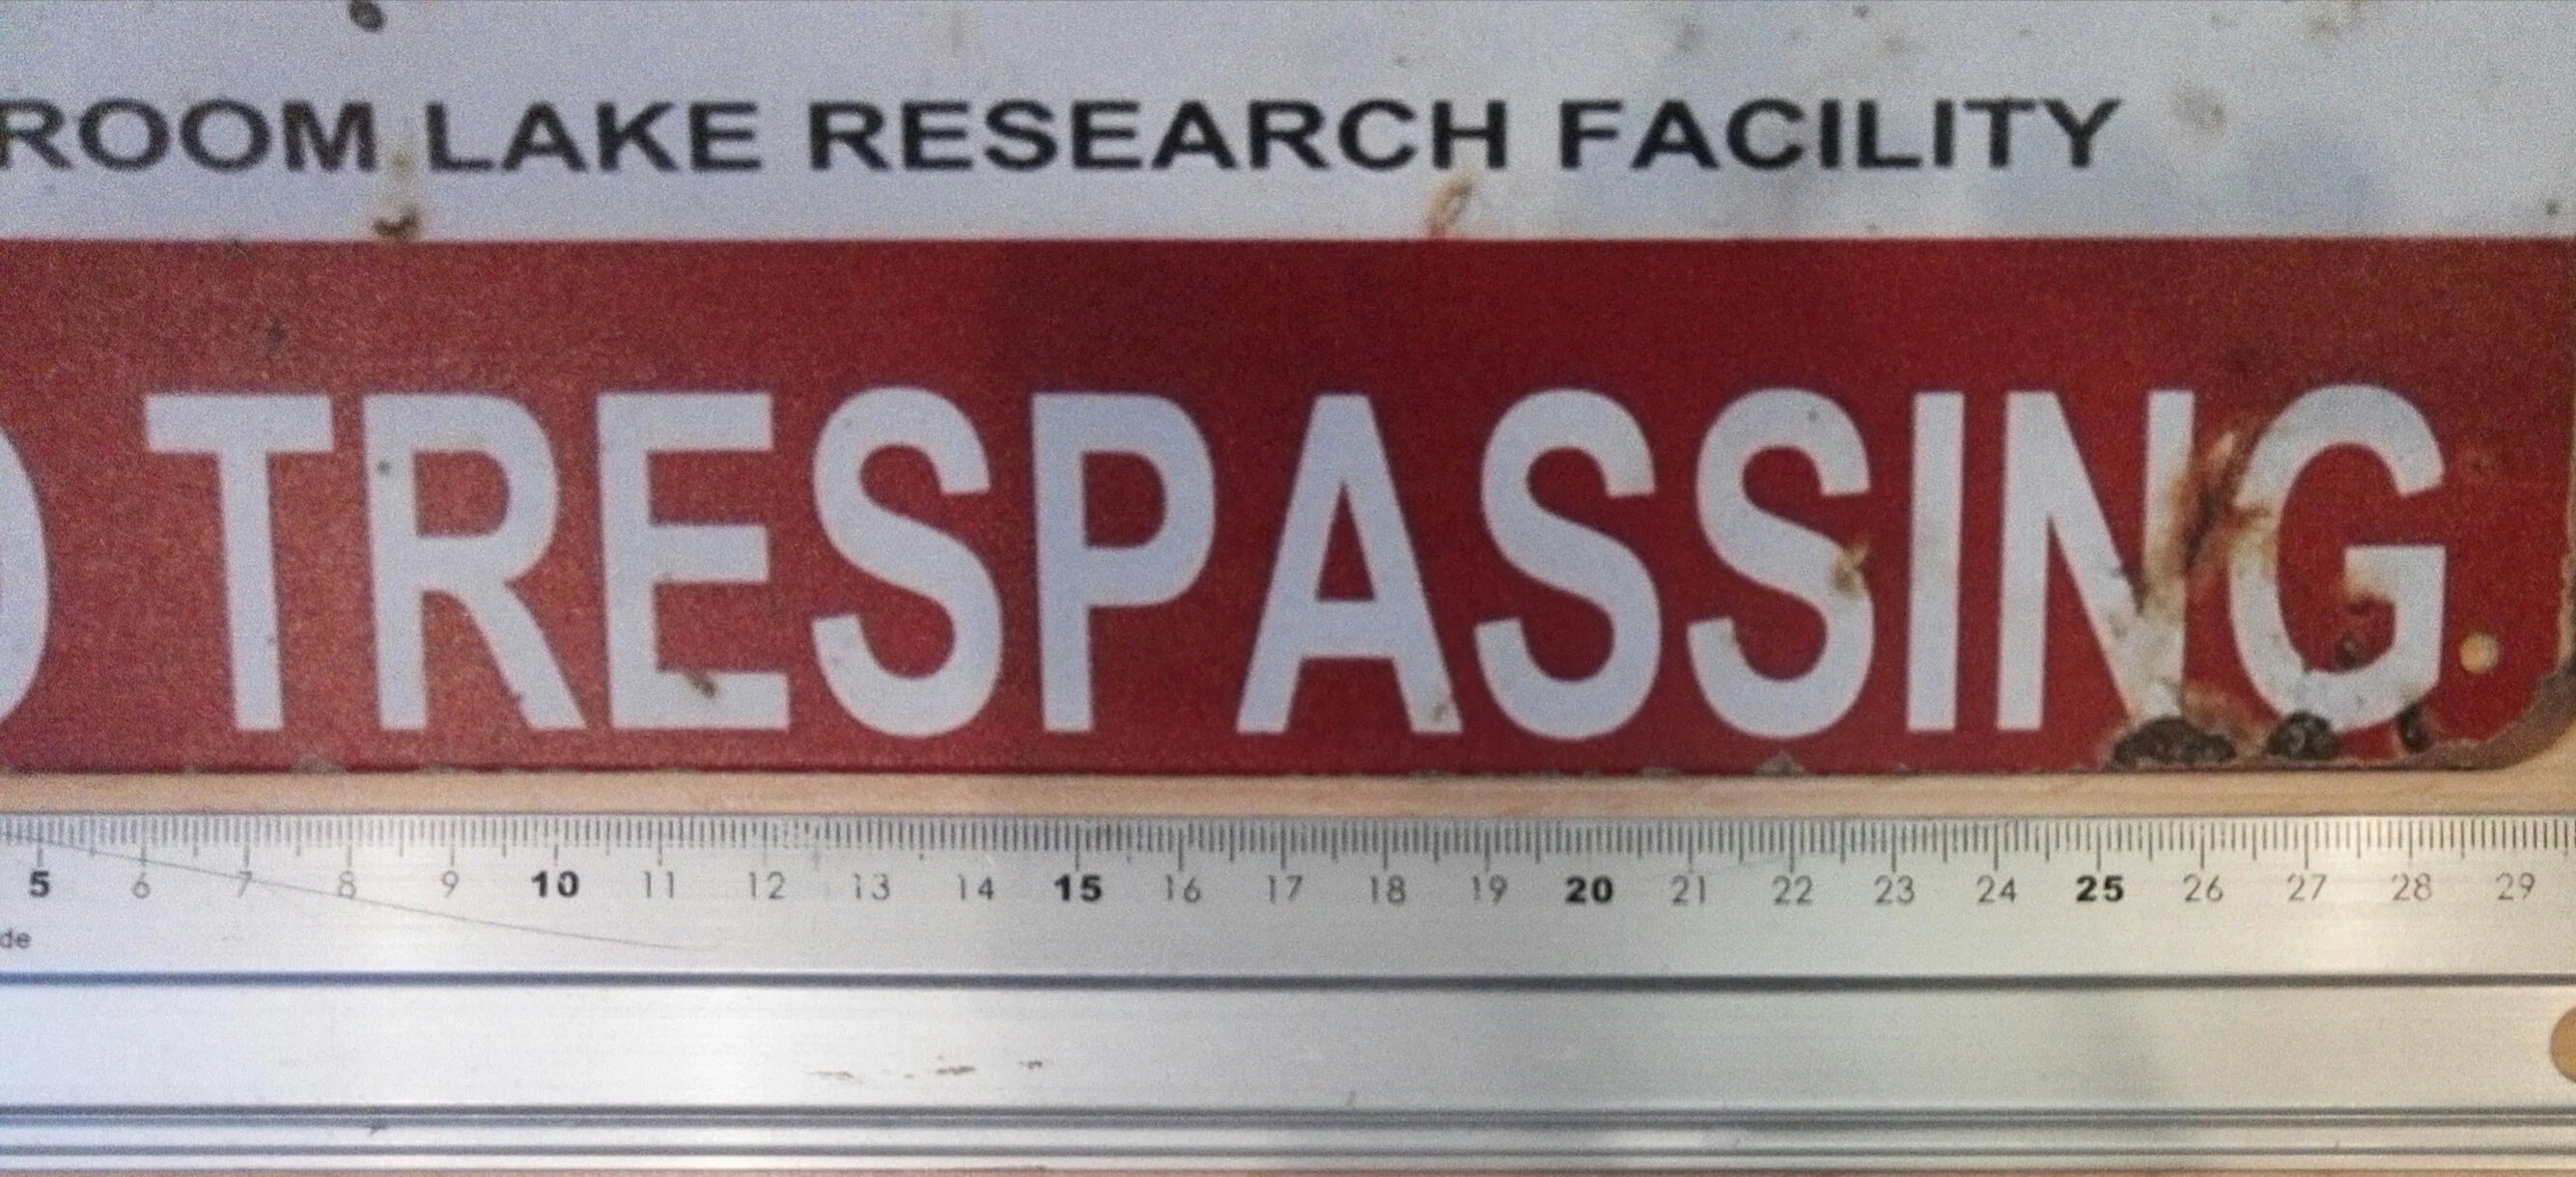 ROOM LAKE RESEARCH FACILITY
TRESPASSING
5 6 7 8 9 10 11 12 13 14 15 16 17 18 19 20 21 22 23 24 25 26 27 28 29
de